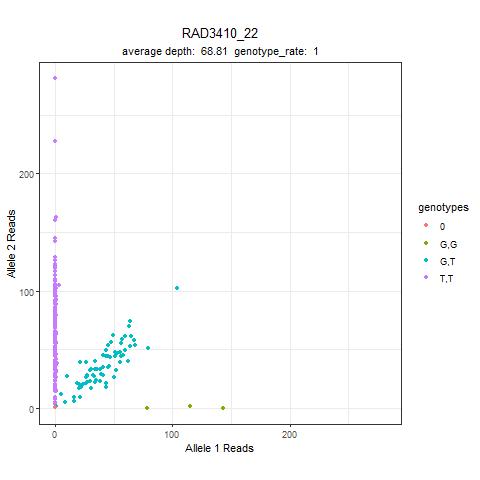 RAD3410_22
average depth: 68.81 genotype_rate: 1
Allele 2 Reads
200
100
0
0
100
200
Allele 1 Reads
genotypes
0
G,G
G,T
T,T